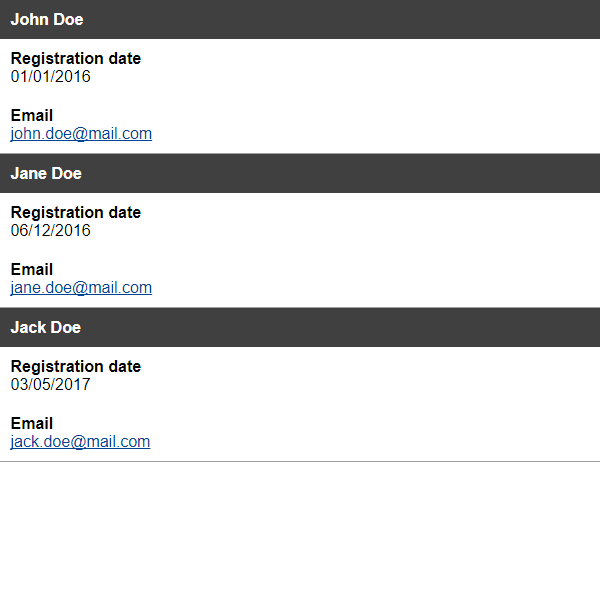 John Doe
Registration date
01/01/2016
Email
john.doe@mail.com
Jane Doe
Registration date
06/12/2016
Email
jane.doe@mail.com
Jack Doe
Registration date
03/05/2017
Email
jack.doe@mail.com